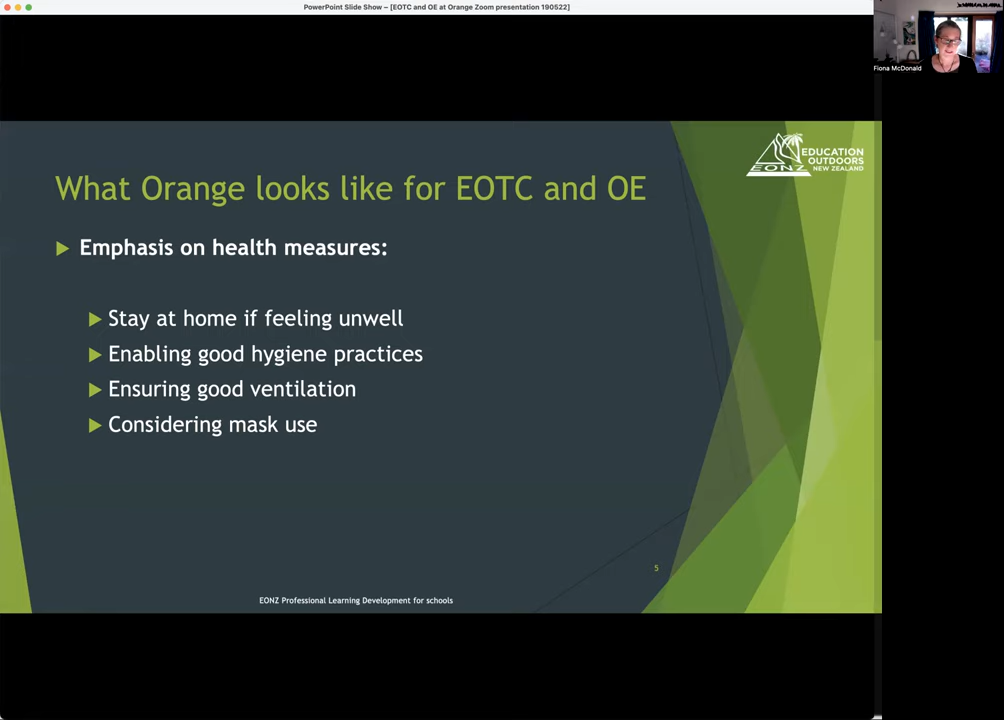 PowerPoint Slide Show – [EOTC and OE at Orange Zoom presentation 190522]
Fiona McDonald
EONZ
EDUCATION
OUTDOORS
NEW ZEALAND
What Orange looks like for EOTC and OE
Emphasis on health measures:
Stay at home if feeling unwell
Enabling good hygiene practices
Ensuring good ventilation
Considering mask use
5
EONZ Professional Learning Development for schools